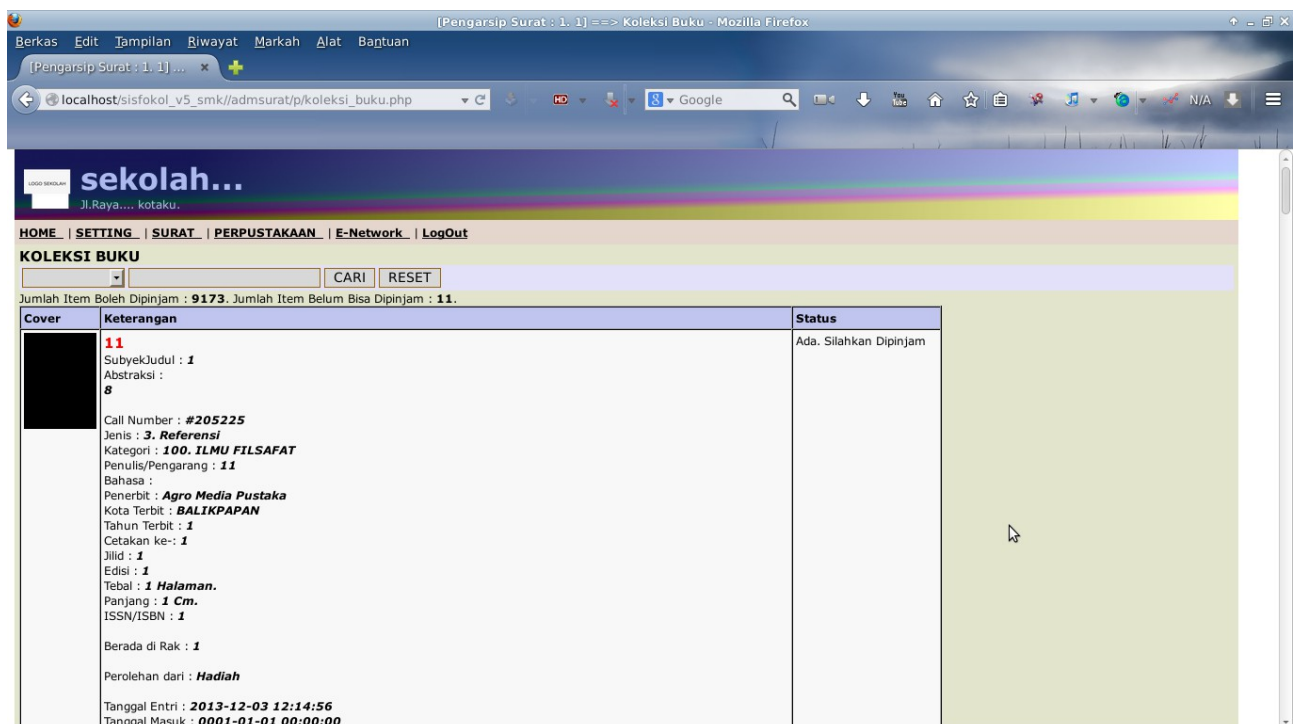 [Pengarsip Surat : 1. 1] ==> Koleksi Buku - Mozilla Firefox
Berkas Edit Tampilan Riwayat Markah Alat Bantuan
[Pengarsip Surat : 1. 1] ...
localhost/sisfokol_v5_smk//admsurat/p/koleksi_buku.php
HD
8 Google
You Tube
N/A
LOGO SEKOLAH
sekolah...
Jl.Raya.... kotaku.
HOME | SETTING | SURAT | PERPUSTAKAAN | E-Network | LogOut
KOLEKSI BUKU
CARI RESET
Jumlah Item Boleh Dipinjam : 9173. Jumlah Item Belum Bisa Dipinjam : 11.
Cover Keterangan Status
11 Ada. Silahkan Dipinjam
SubyekJudul : 1
Abstraksi :
8
Call Number : #205225
Jenis : 3. Referensi
Kategori : 100. ILMU FILSAFAT
Penulis/Pengarang : 11
Bahasa :
Penerbit : Agro Media Pustaka
Kota Terbit : BALIKPAPAN
Tahun Terbit : 1
Cetakan ke-: 1
Jilid : 1
Edisi : 1
Tebal : 1 Halaman.
Panjang : 1 Cm.
ISSN/ISBN : 1
Berada di Rak : 1
Perolehan dari : Hadiah
Tanggal Entri : 2013-12-03 12:14:56
Tanggal Masuk : 0001-01-01 00:00:00